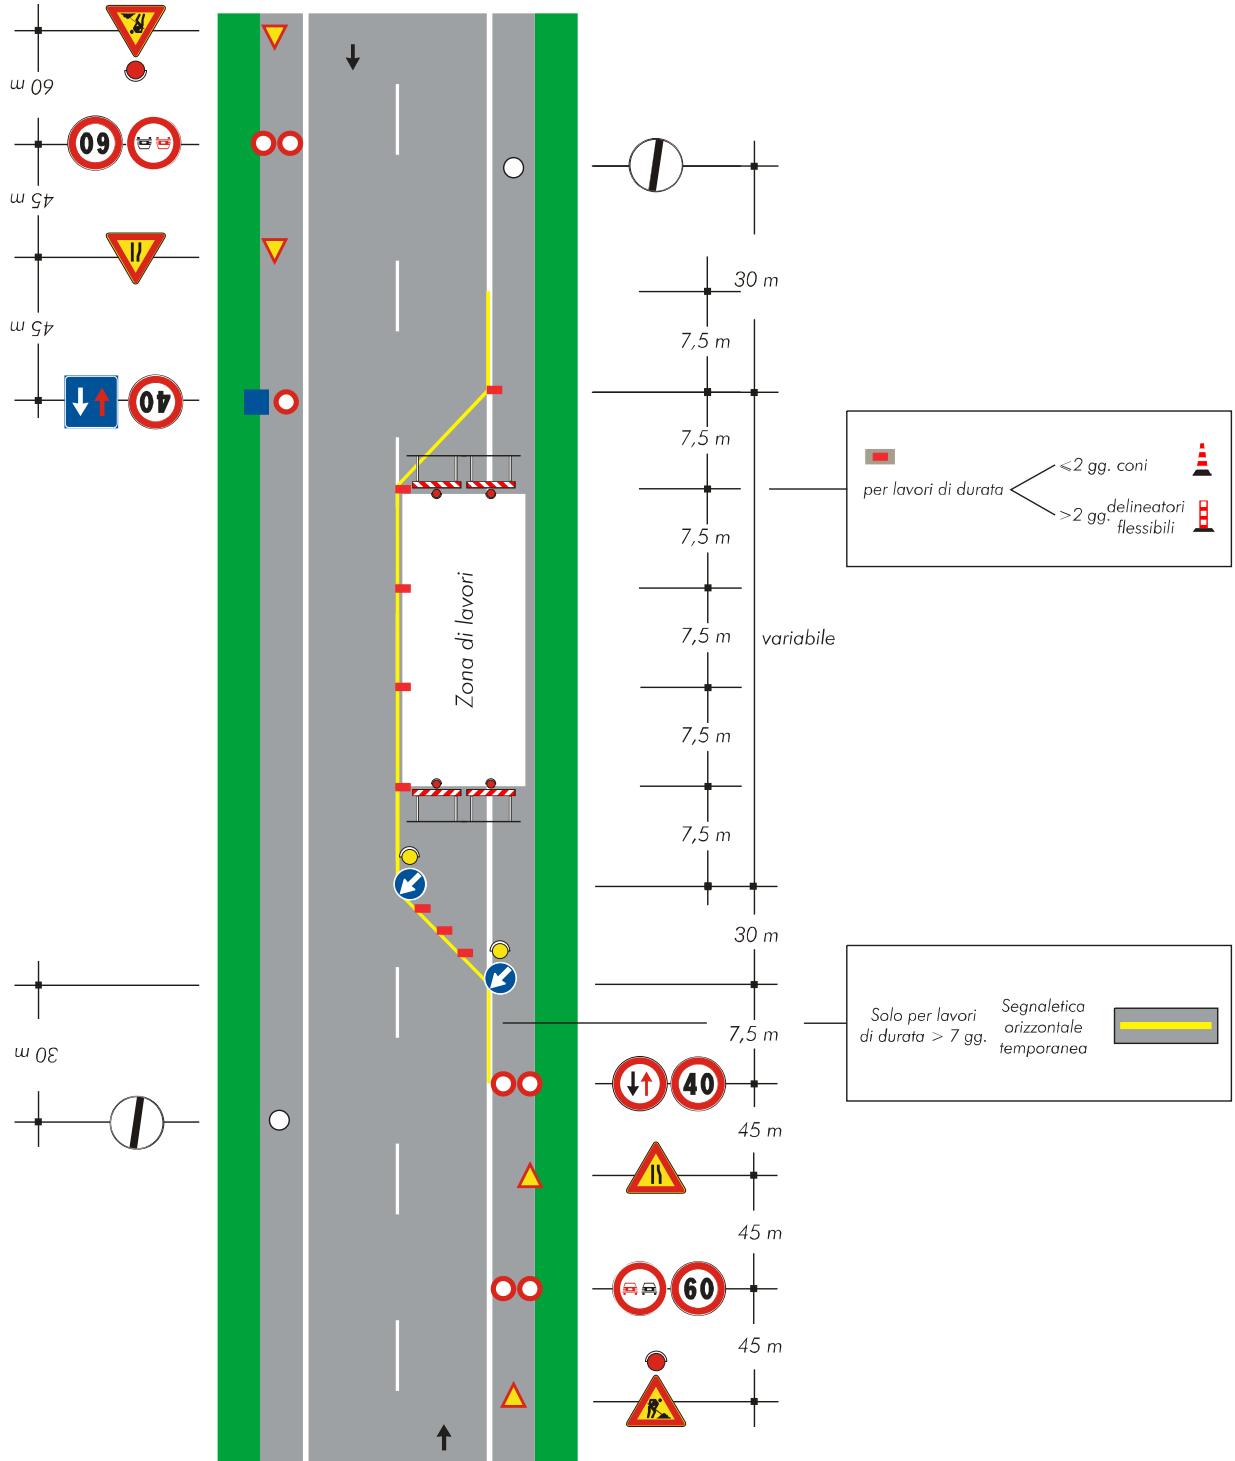 60 m
60
45 m
45 m
40
30 m
30 m
7,5 m
7,5 m
7,5 m
7,5 m
7,5 m
7,5 m
variabile
30 m
7,5 m
40
45 m
45 m
60
45 m
Zona di lavori
per lavori di durata
⩽2 gg. coni
>2 gg. delineatori
flessibili
Solo per lavori
di durata > 7 gg.
Segnaletica
orizzontale
temporanea